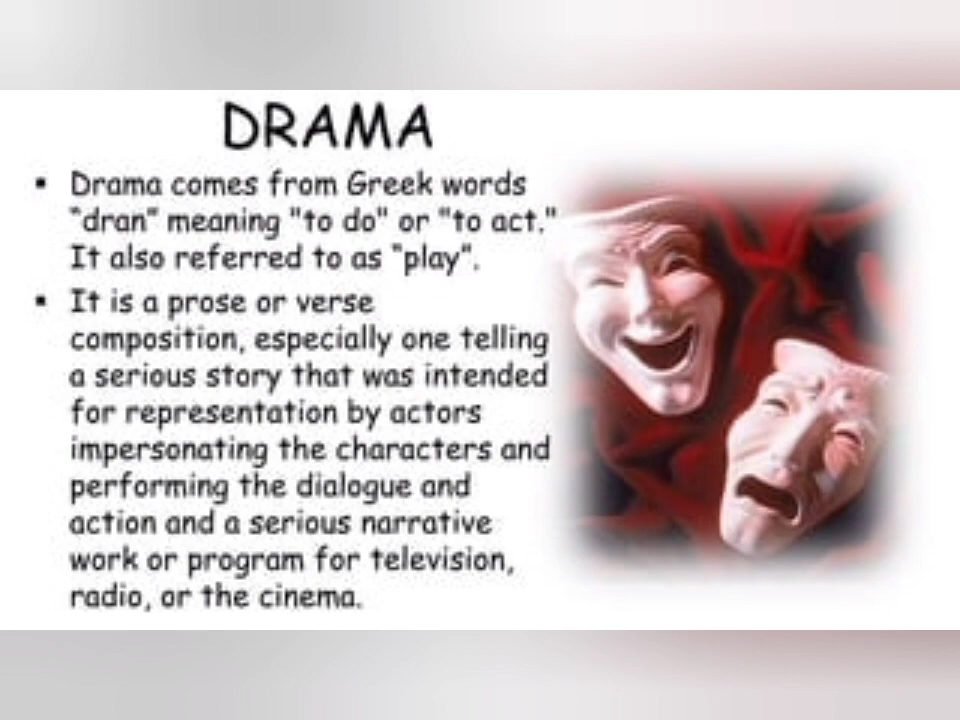 DRAMA
▪ Drama comes from Greek words
“dran” meaning "to do" or "to act."
It also referred to as “play”.
▪ It is a prose or verse
composition, especially one telling
a serious story that was intended
for representation by actors
impersonating the characters and
performing the dialogue and
action and a serious narrative
work or program for television,
radio, or the cinema.